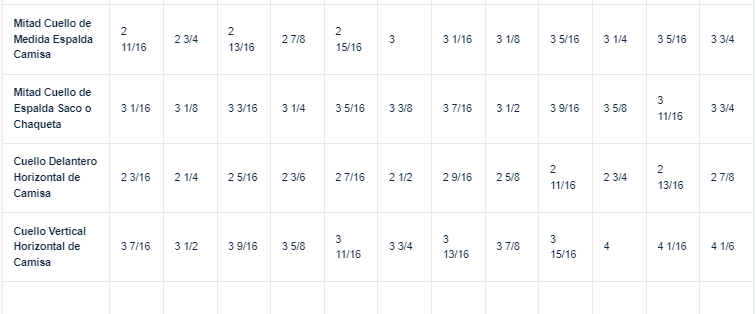 Mitad Cuello de Medida Espalda Camisa 2 11/16 2 3/4 2 13/16 2 7/8 2 15/16 3 3 1/16 3 1/8 3 5/16 3 1/4 3 5/16 3 3/4
Mitad Cuello de Espalda Saco o Chaqueta 3 1/16 3 1/8 3 3/16 3 1/4 3 5/16 3 3/8 3 7/16 3 1/2 3 9/16 3 5/8 3 11/16 3 3/4
Cuello Delantero Horizontal de Camisa 2 3/16 2 1/4 2 5/16 2 3/6 2 7/16 2 1/2 2 9/16 2 5/8 2 11/16 2 3/4 2 13/16 2 7/8
Cuello Vertical Horizontal de Camisa 3 7/16 3 1/2 3 9/16 3 5/8 3 11/16 3 3/4 3 13/16 3 7/8 3 15/16 4 4 1/16 4 1/6